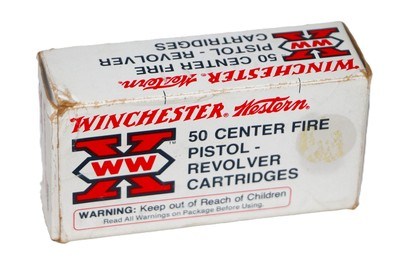 50 CENTER FIRE
PISTOL -
REVOLVER
CARTRIDGES
WW
X
WINCHESTER Western
WINCHESTER Western
X
WW
TM
50 CENTER FIRE
PISTOL -
REVOLVER
CARTRIDGES
WARNING: Keep out of Reach of Children
Read All Warnings on Package Before Using.